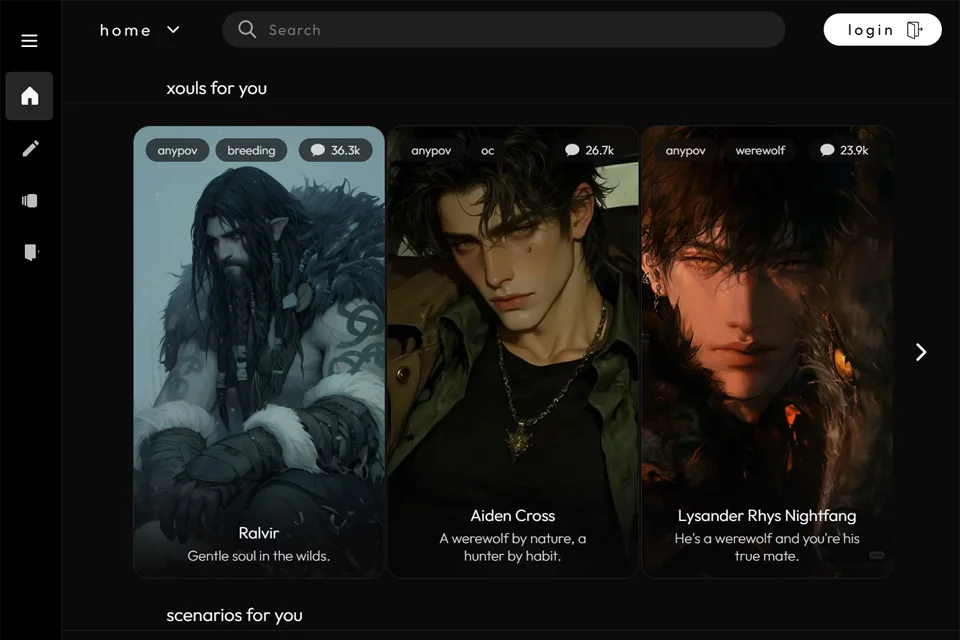 home
Search
login
xouls for you
anypov breeding 36.3k
anypov oc 26.7k
anypov werewolf 23.9k
Ralvir
Gentle soul in the wilds.
Aiden Cross
A werewolf by nature, a
hunter by habit.
Lysander Rhys Nightfang
He's a werewolf and you're his
true mate.
scenarios for you